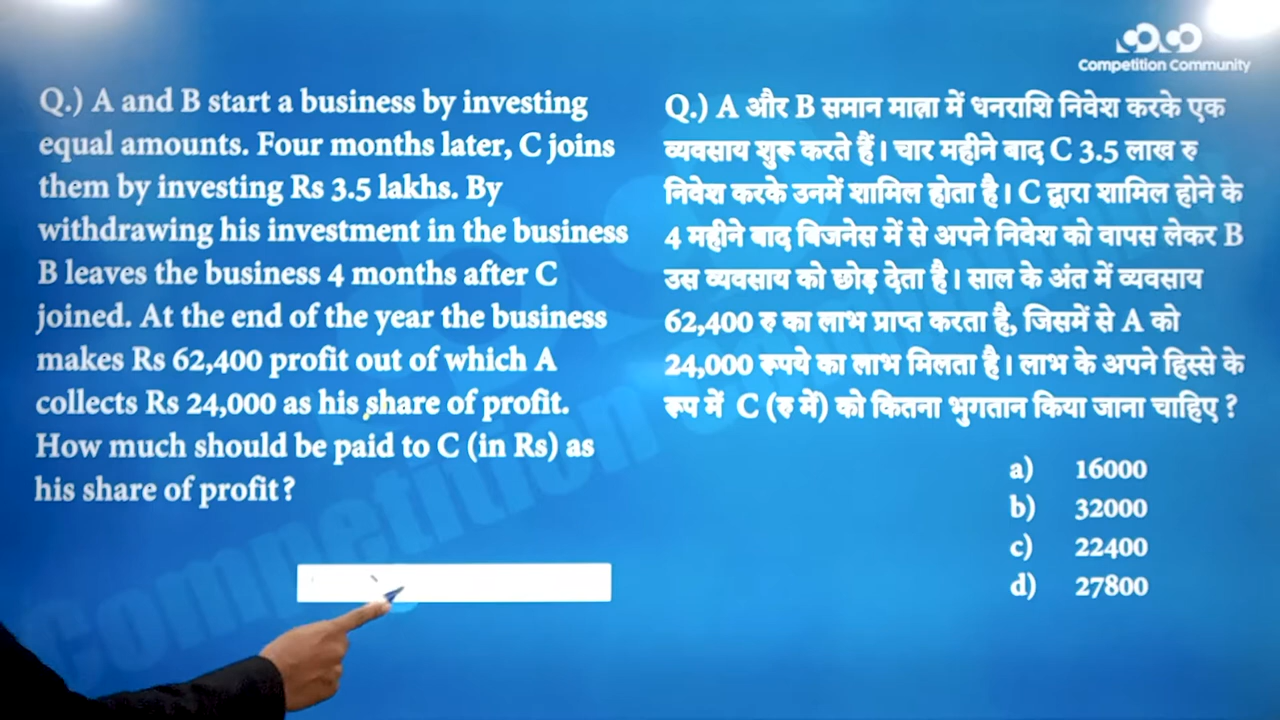 Competition Community
Q.) A and B start a business by investing
equal amounts. Four months later, C joins
them by investing Rs 3.5 lakhs. By
withdrawing his investment in the business
B leaves the business 4 months after C
joined. At the end of the year the business
makes Rs 62,400 profit out of which A
collects Rs 24,000 as his share of profit.
How much should be paid to C (in Rs) as
his share of profit?
Q.) A और B समान मात्रा में धनराशि निवेश करके एक
व्यवसाय शुरू करते हैं। चार महीने बाद C 3.5 लाख रु
निवेश करके उनमें शामिल होता है। C द्वारा शामिल होने के
4 महीने बाद बिजनेस में से अपने निवेश को वापस लेकर B
उस व्यवसाय को छोड़ देता है। साल के अंत में व्यवसाय
62,400 रु का लाभ प्राप्त करता है, जिसमें से A को
24,000 रूपये का लाभ मिलता है। लाभ के अपने हिस्से के
रूप में C (रु में) को कितना भुगतान किया जाना चाहिए ?
a) 16000
b) 32000
c) 22400
d) 27800
Competition Community